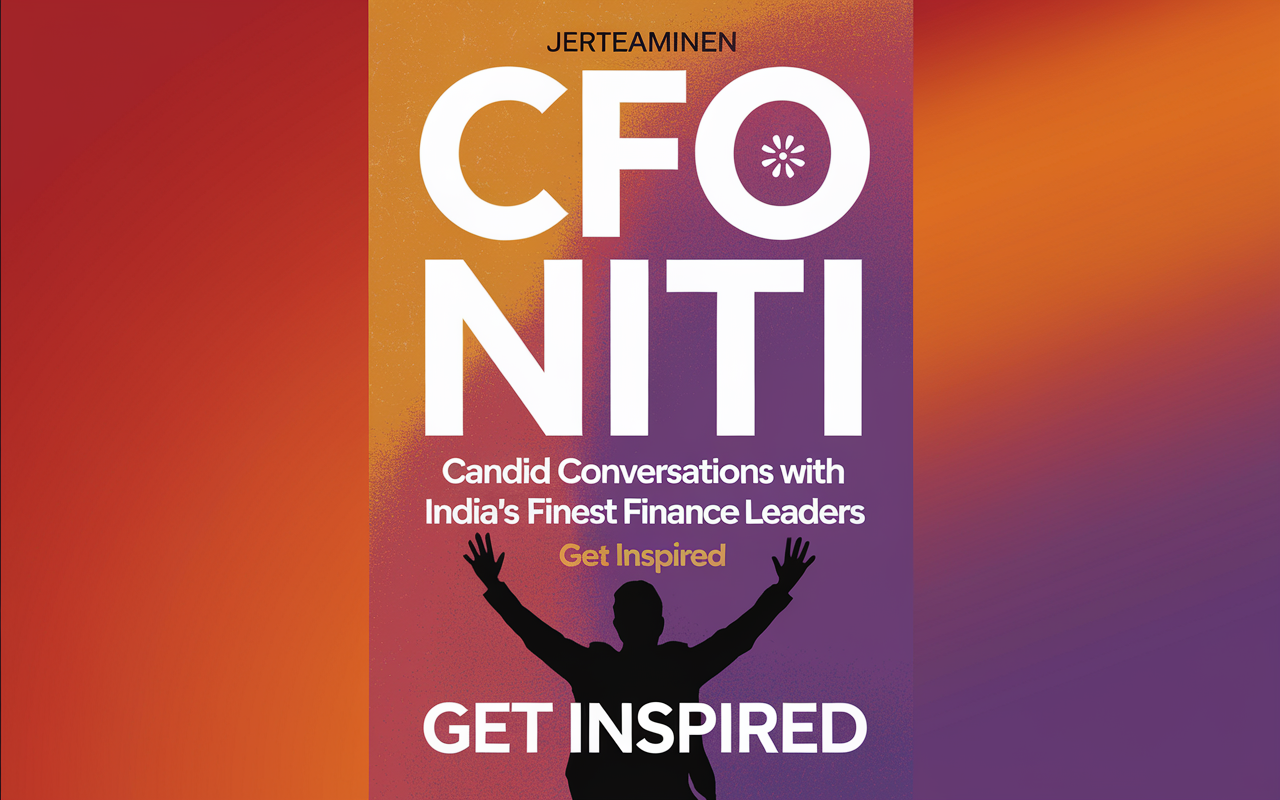 JERTEAMINEN
CFO
NITI
Candid Conversations with
India's Finest Finance Leaders
Get Inspired
GET INSPIRED